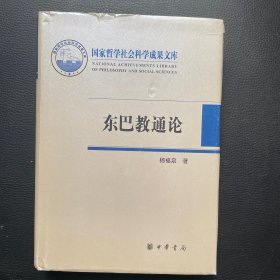 国家哲学社会科学成果文库
NATIONAL ACHIEVEMENTS LIBRARY
OF PHILOSOPHY AND SOCIAL SCIENCES
东巴教通论
杨福泉 著
中华书局